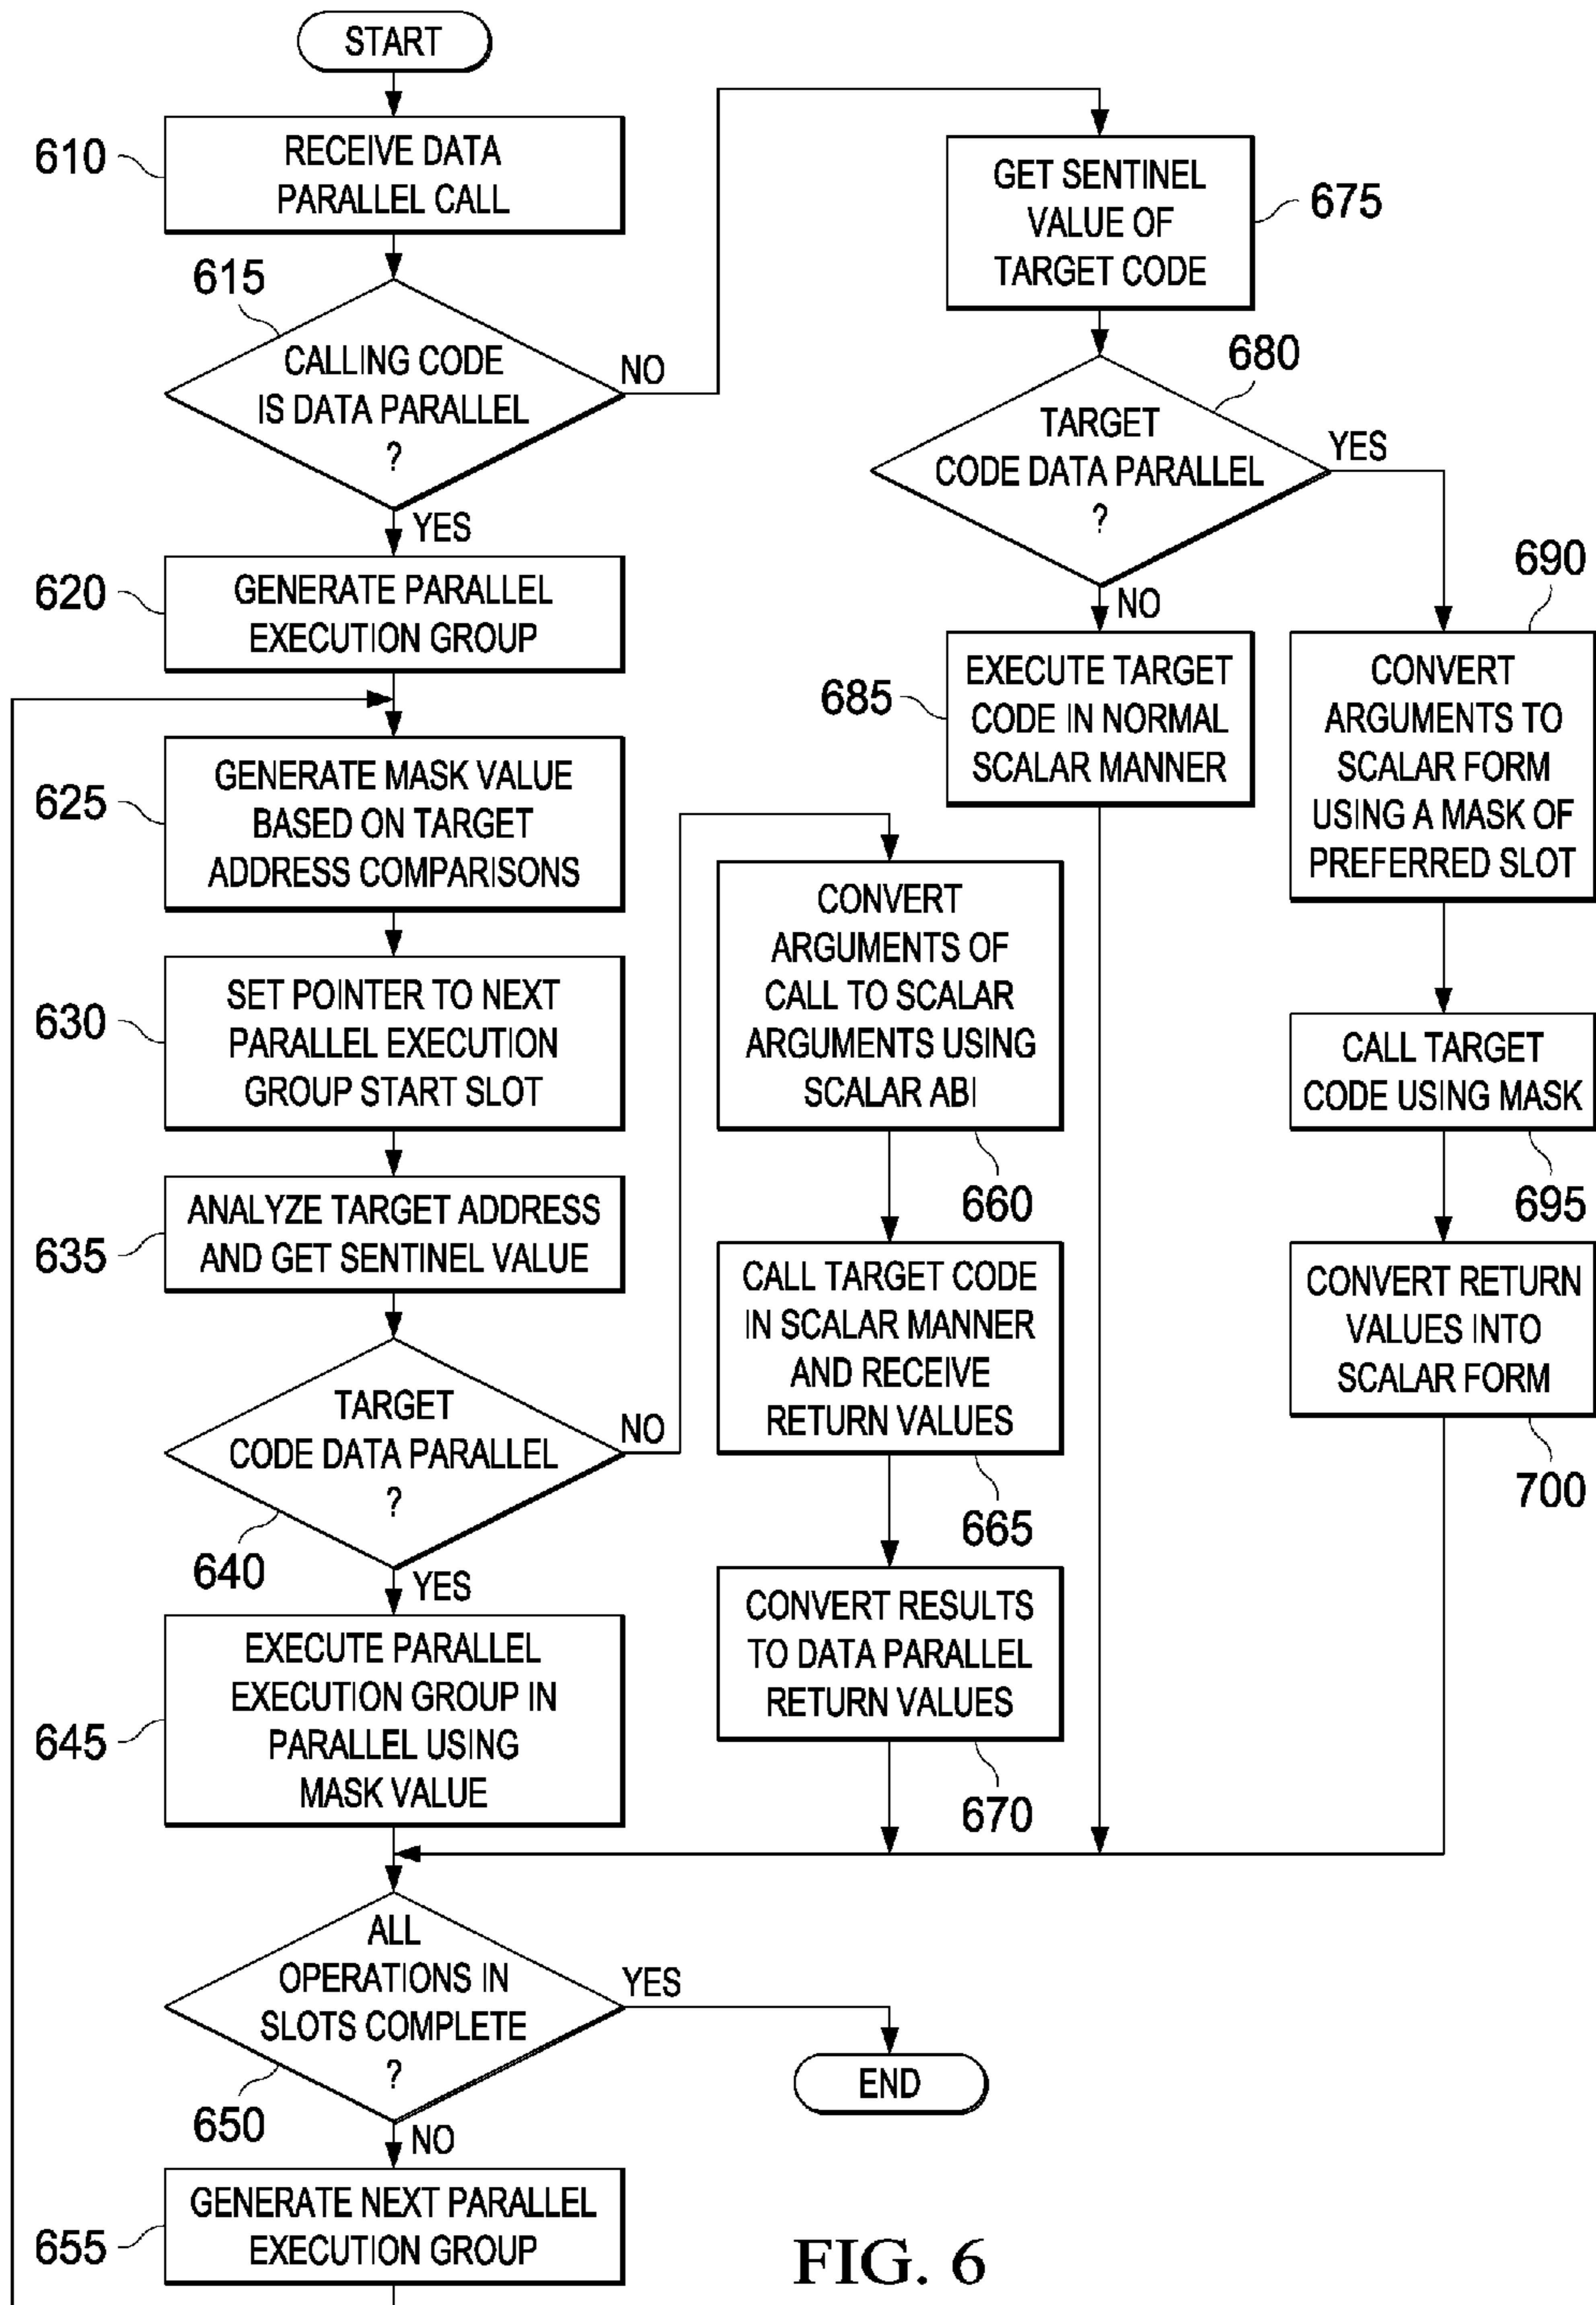 START
610
RECEIVE DATA
PARALLEL CALL
615
CALLING CODE
IS DATA PARALLEL
?
NO
YES
620
GENERATE PARALLEL
EXECUTION GROUP
625
GENERATE MASK VALUE
BASED ON TARGET
ADDRESS COMPARISONS
630
SET POINTER TO NEXT
PARALLEL EXECUTION
GROUP START SLOT
635
ANALYZE TARGET ADDRESS
AND GET SENTINEL VALUE
TARGET
CODE DATA PARALLEL
?
640
NO
YES
645
EXECUTE PARALLEL
EXECUTION GROUP IN
PARALLEL USING
MASK VALUE
ALL
OPERATIONS IN
SLOTS COMPLETE
?
650
YES
NO
655
GENERATE NEXT PARALLEL
EXECUTION GROUP
END
CONVERT
ARGUMENTS OF
CALL TO SCALAR
ARGUMENTS USING
SCALAR ABI
660
CALL TARGET CODE
IN SCALAR MANNER
AND RECEIVE
RETURN VALUES
665
CONVERT RESULTS
TO DATA PARALLEL
RETURN VALUES
670
GET SENTINEL
VALUE OF
TARGET CODE
675
680
TARGET
CODE DATA PARALLEL
?
YES
NO
685
EXECUTE TARGET
CODE IN NORMAL
SCALAR MANNER
690
CONVERT
ARGUMENTS TO
SCALAR FORM
USING A MASK OF
PREFERRED SLOT
CALL TARGET
CODE USING MASK
695
CONVERT RETURN
VALUES INTO
SCALAR FORM
700
FIG. 6